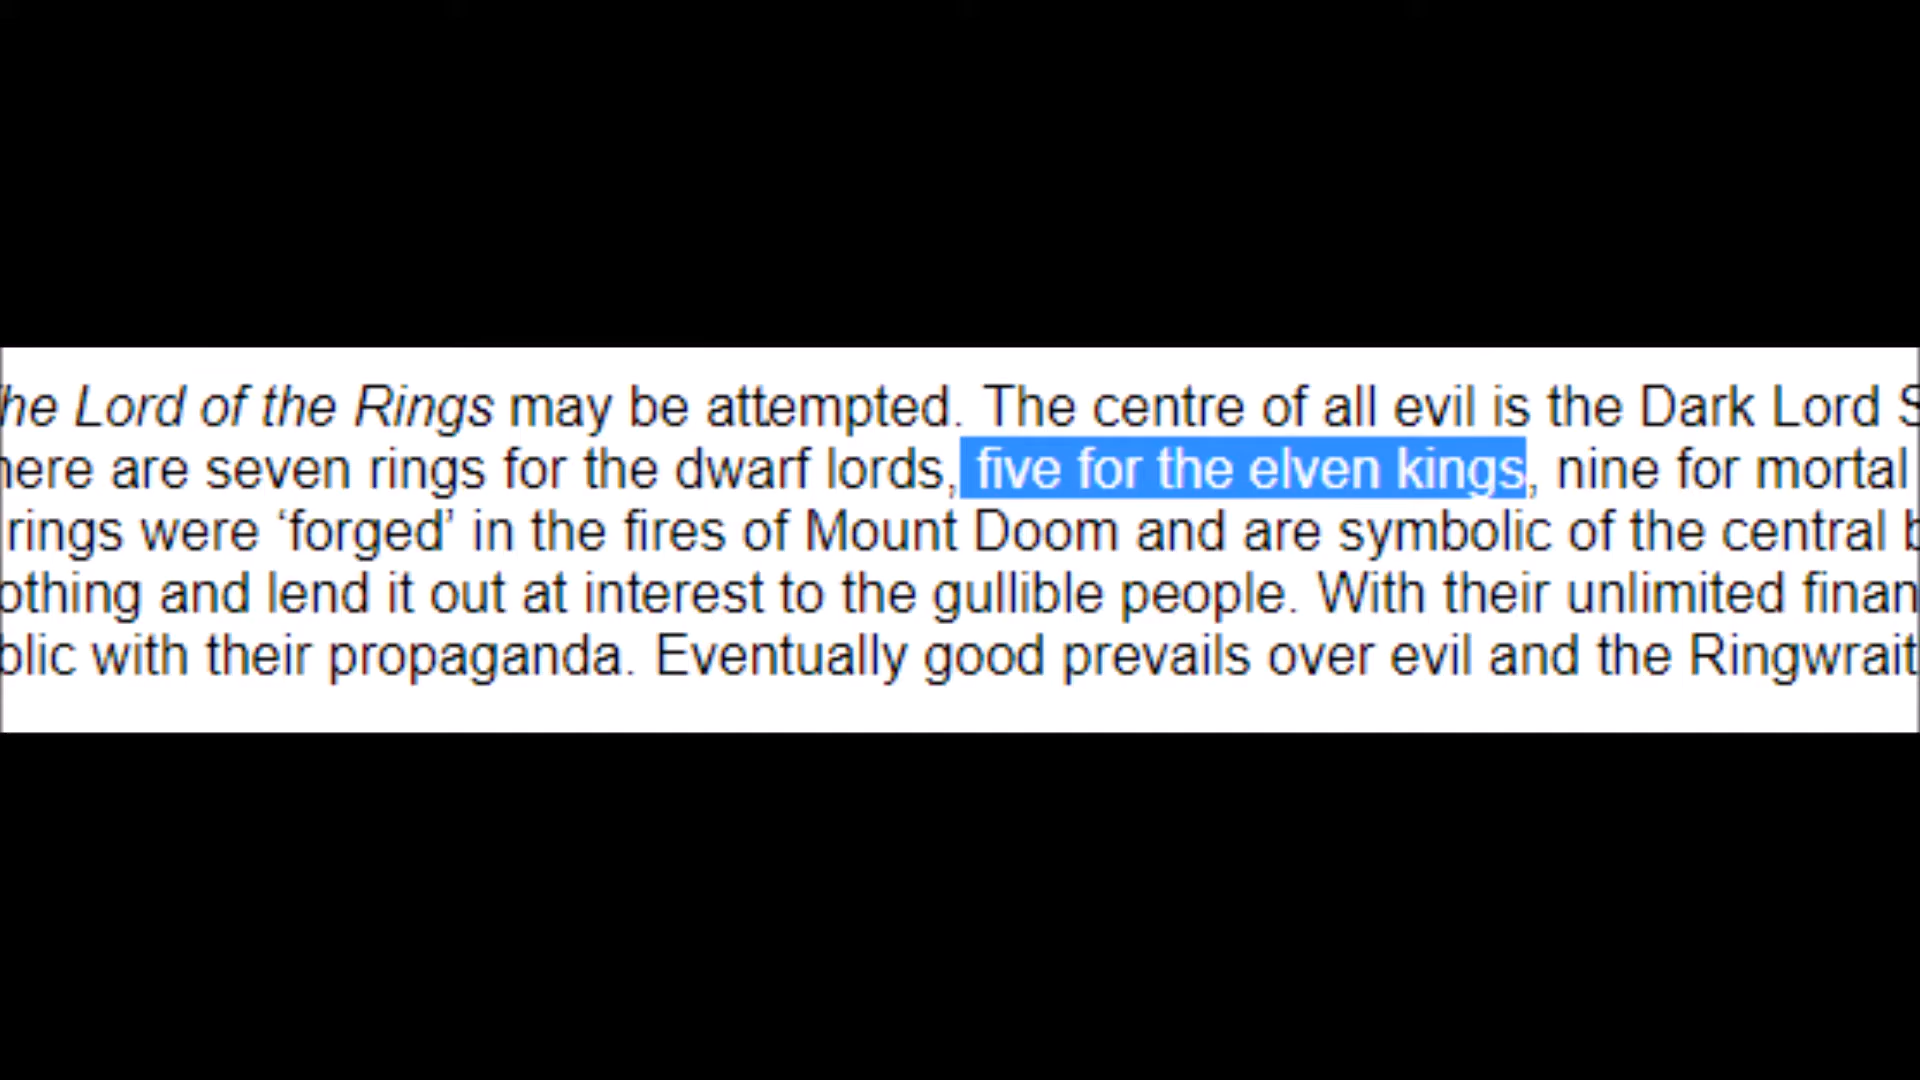 he Lord of the Rings may be attempted. The centre of all evil is the Dark Lord
here are seven rings for the dwarf lords, five for the elven kings, nine for mortal
rings were ‘forged’ in the fires of Mount Doom and are symbolic of the central
othing and lend it out at interest to the gullible people. With their unlimited finan
blic with their propaganda. Eventually good prevails over evil and the Ringwrait